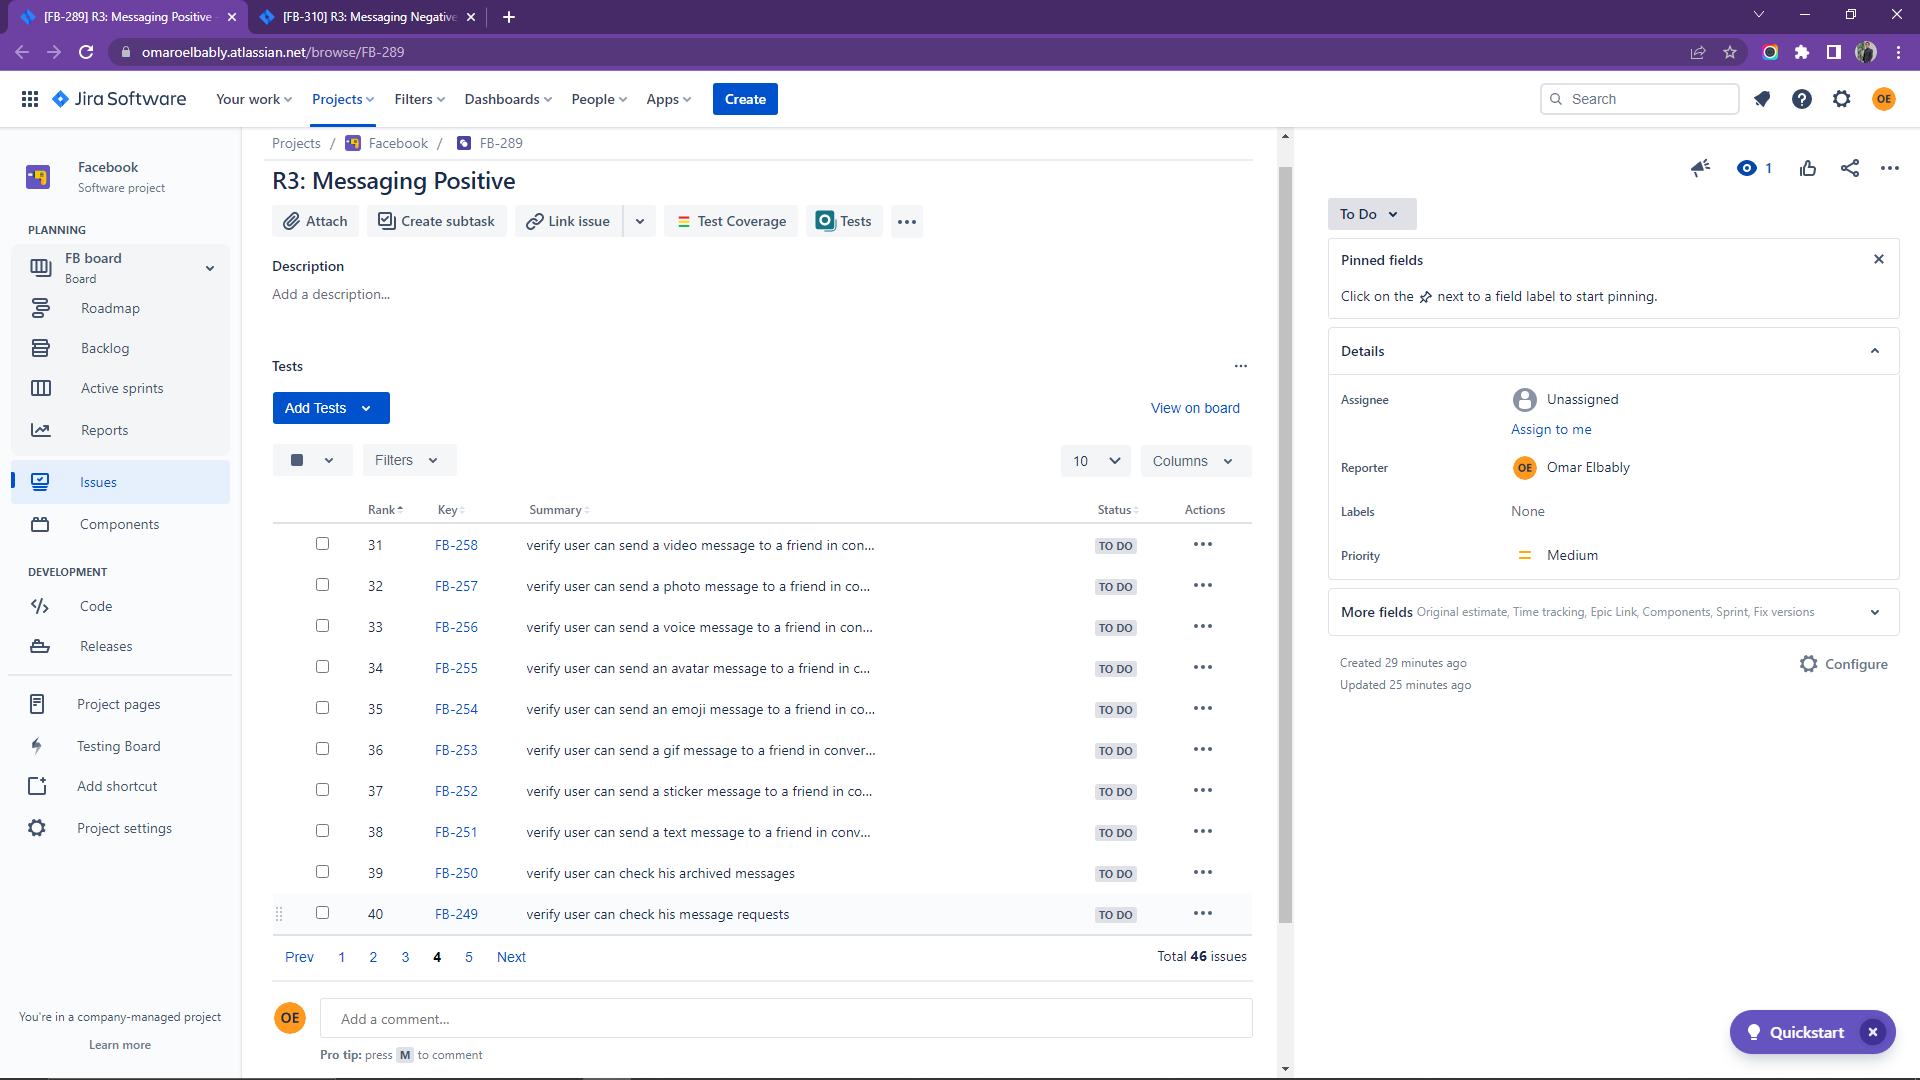 [FB-289] R3: Messaging Positive -
[FB-310] R3: Messaging Negative
omaroelbably.atlassian.net/browse/FB-289
Jira Software
Your work
Projects
Filters
Dashboards
People
Apps
Create
Search
OE
Facebook
Software project
PLANNING
FB board
Board
Roadmap
Backlog
Active sprints
Reports
Issues
Components
DEVELOPMENT
Code
Releases
Project pages
Testing Board
Add shortcut
Project settings
You're in a company-managed project
Learn more
Projects / Facebook / FB-289
R3: Messaging Positive
Attach
Create subtask
Link issue
Test Coverage
Tests
Description
Add a description...
Tests
Add Tests
View on board
Filters
10
Columns
Rank Key Summary Status Actions
31 FB-258 verify user can send a video message to a friend in con... TO DO
32 FB-257 verify user can send a photo message to a friend in co... TO DO
33 FB-256 verify user can send a voice message to a friend in con... TO DO
34 FB-255 verify user can send an avatar message to a friend in c... TO DO
35 FB-254 verify user can send an emoji message to a friend in co... TO DO
36 FB-253 verify user can send a gif message to a friend in conver... TO DO
37 FB-252 verify user can send a sticker message to a friend in co... TO DO
38 FB-251 verify user can send a text message to a friend in conv... TO DO
39 FB-250 verify user can check his archived messages TO DO
40 FB-249 verify user can check his message requests TO DO
Prev 1 2 3 4 5 Next
Total 46 issues
OE
Add a comment...
Pro tip: press M to comment
1
To Do
Pinned fields
Click on the next to a field label to start pinning.
Details
Assignee Unassigned
Assign to me
Reporter OE Omar Elbably
Labels None
Priority Medium
More fields Original estimate, Time tracking, Epic Link, Components, Sprint, Fix versions
Created 29 minutes ago
Updated 25 minutes ago
Configure
Quickstart